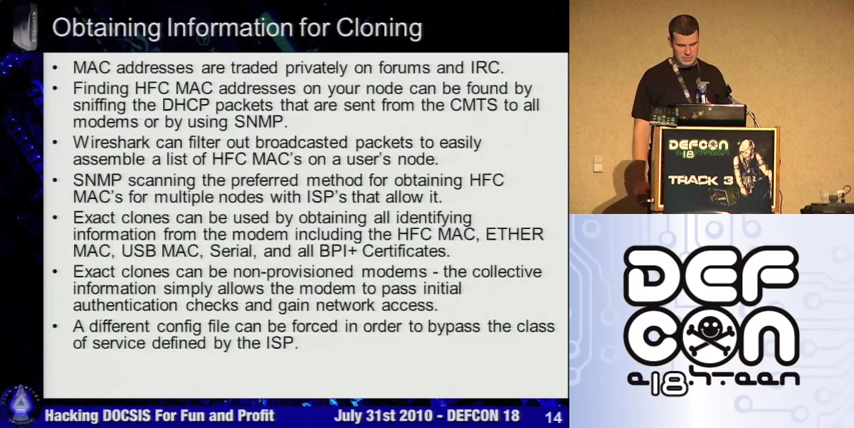 Obtaining Information for Cloning
• MAC addresses are traded privately on forums and IRC.
• Finding HFC MAC addresses on your node can be found by
sniffing the DHCP packets that are sent from the CMTS to all
modems or by using SNMP.
• Wireshark can filter out broadcasted packets to easily
assemble a list of HFC MAC's on a user's node.
• SNMP scanning the preferred method for obtaining HFC
MAC's for multiple nodes with ISP's that allow it.
• Exact clones can be used by obtaining all identifying
information from the modem including the HFC MAC, ETHER
MAC, USB MAC, Serial, and all BPI+ Certificates.
• Exact clones can be non-provisioned modems - the collective
information simply allows the modem to pass initial
authentication checks and gain network access.
• A different config file can be forced in order to bypass the class
of service defined by the ISP.
Hacking DOCSIS For Fun and Profit July 31st 2010 - DEFCON 18 14
DEFCON
18
TRACK 3
DEF
CON
e18h.teen